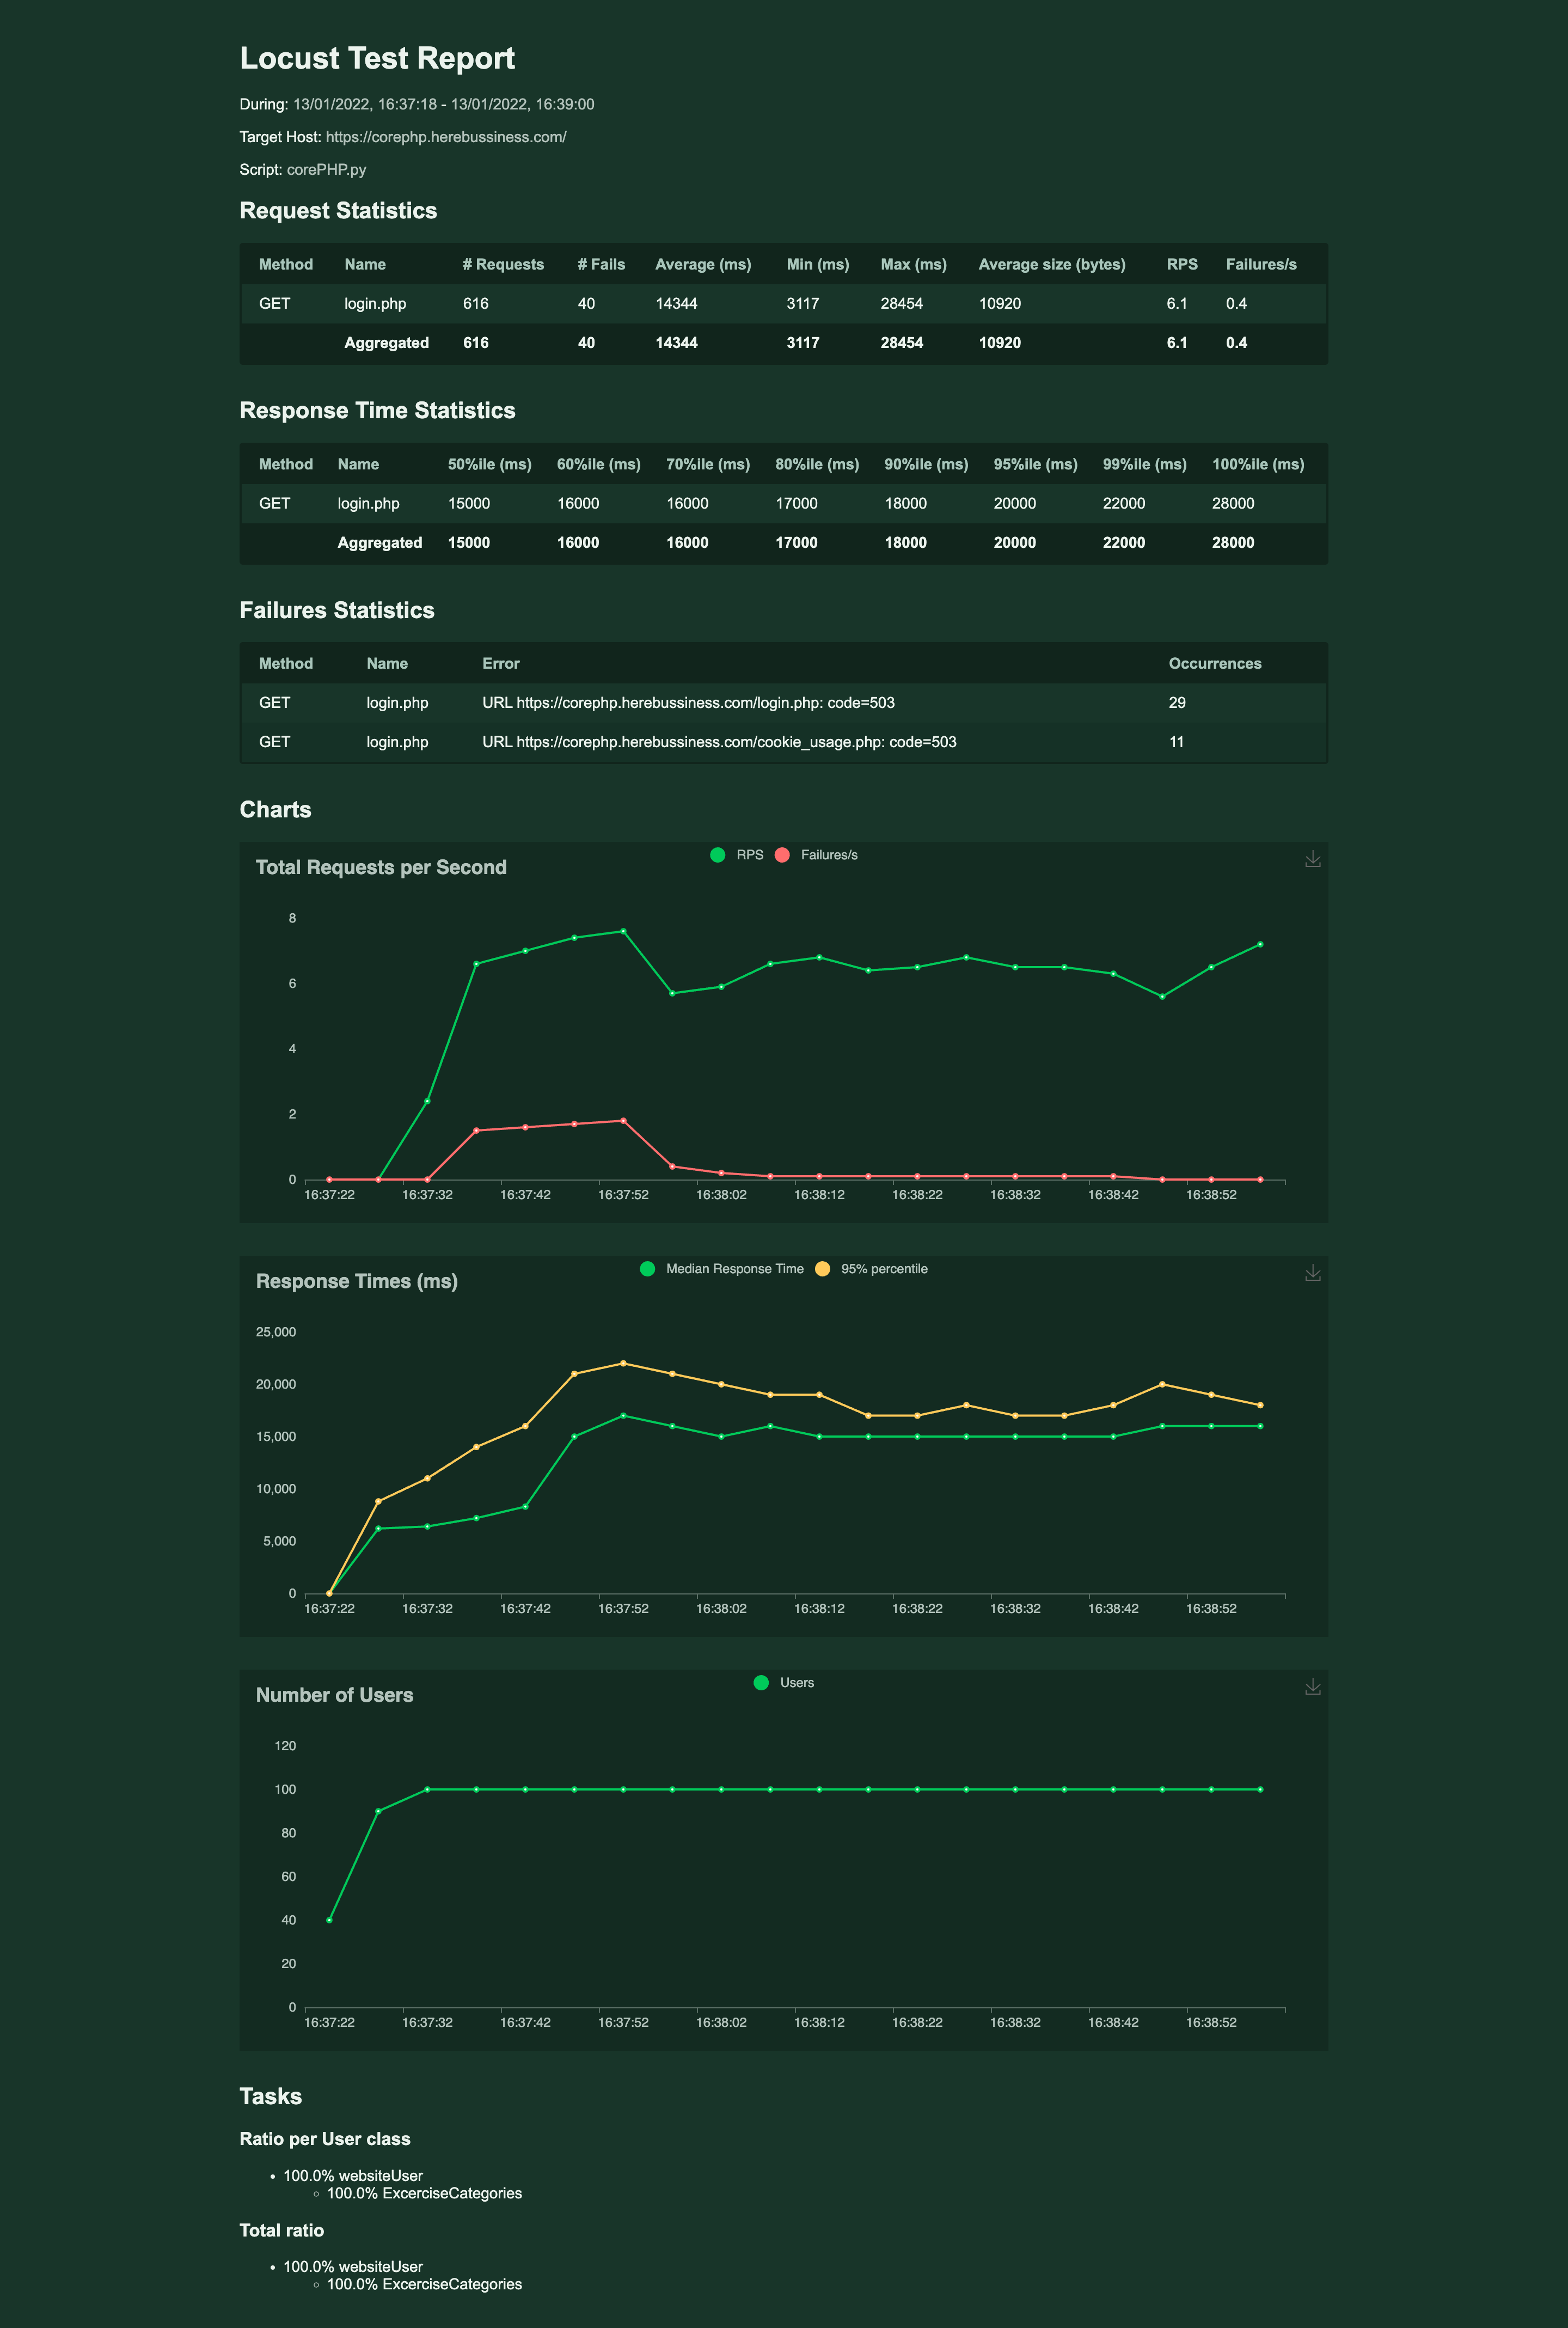 Locust Test Report
During: 13/01/2022, 16:37:18 - 13/01/2022, 16:39:00
Target Host: https://corephp.herebussiness.com/
Script: corePHP.py
Request Statistics
Method Name # Requests # Fails Average (ms) Min (ms) Max (ms) Average size (bytes) RPS Failures/s
GET login.php 616 40 14344 3117 28454 10920 6.1 0.4
Aggregated 616 40 14344 3117 28454 10920 6.1 0.4
Response Time Statistics
Method Name 50%ile (ms) 60%ile (ms) 70%ile (ms) 80%ile (ms) 90%ile (ms) 95%ile (ms) 99%ile (ms) 100%ile (ms)
GET login.php 15000 16000 16000 17000 18000 20000 22000 28000
Aggregated 15000 16000 16000 17000 18000 20000 22000 28000
Failures Statistics
Method Name Error Occurrences
GET login.php URL https://corephp.herebussiness.com/login.php: code=503 29
GET login.php URL https://corephp.herebussiness.com/cookie_usage.php: code=503 11
Charts
RPS Failures/s
Total Requests per Second
8
6
4
2
0
16:37:22 16:37:32 16:37:42 16:37:52 16:38:02 16:38:12 16:38:22 16:38:32 16:38:42 16:38:52
Median Response Time 95% percentile
Response Times (ms)
25,000
20,000
15,000
10,000
5,000
0
16:37:22 16:37:32 16:37:42 16:37:52 16:38:02 16:38:12 16:38:22 16:38:32 16:38:42 16:38:52
Users
Number of Users
120
100
80
60
40
20
0
16:37:22 16:37:32 16:37:42 16:37:52 16:38:02 16:38:12 16:38:22 16:38:32 16:38:42 16:38:52
Tasks
Ratio per User class
100.0% websiteUser
100.0% ExcerciseCategories
Total ratio
100.0% websiteUser
100.0% ExcerciseCategories